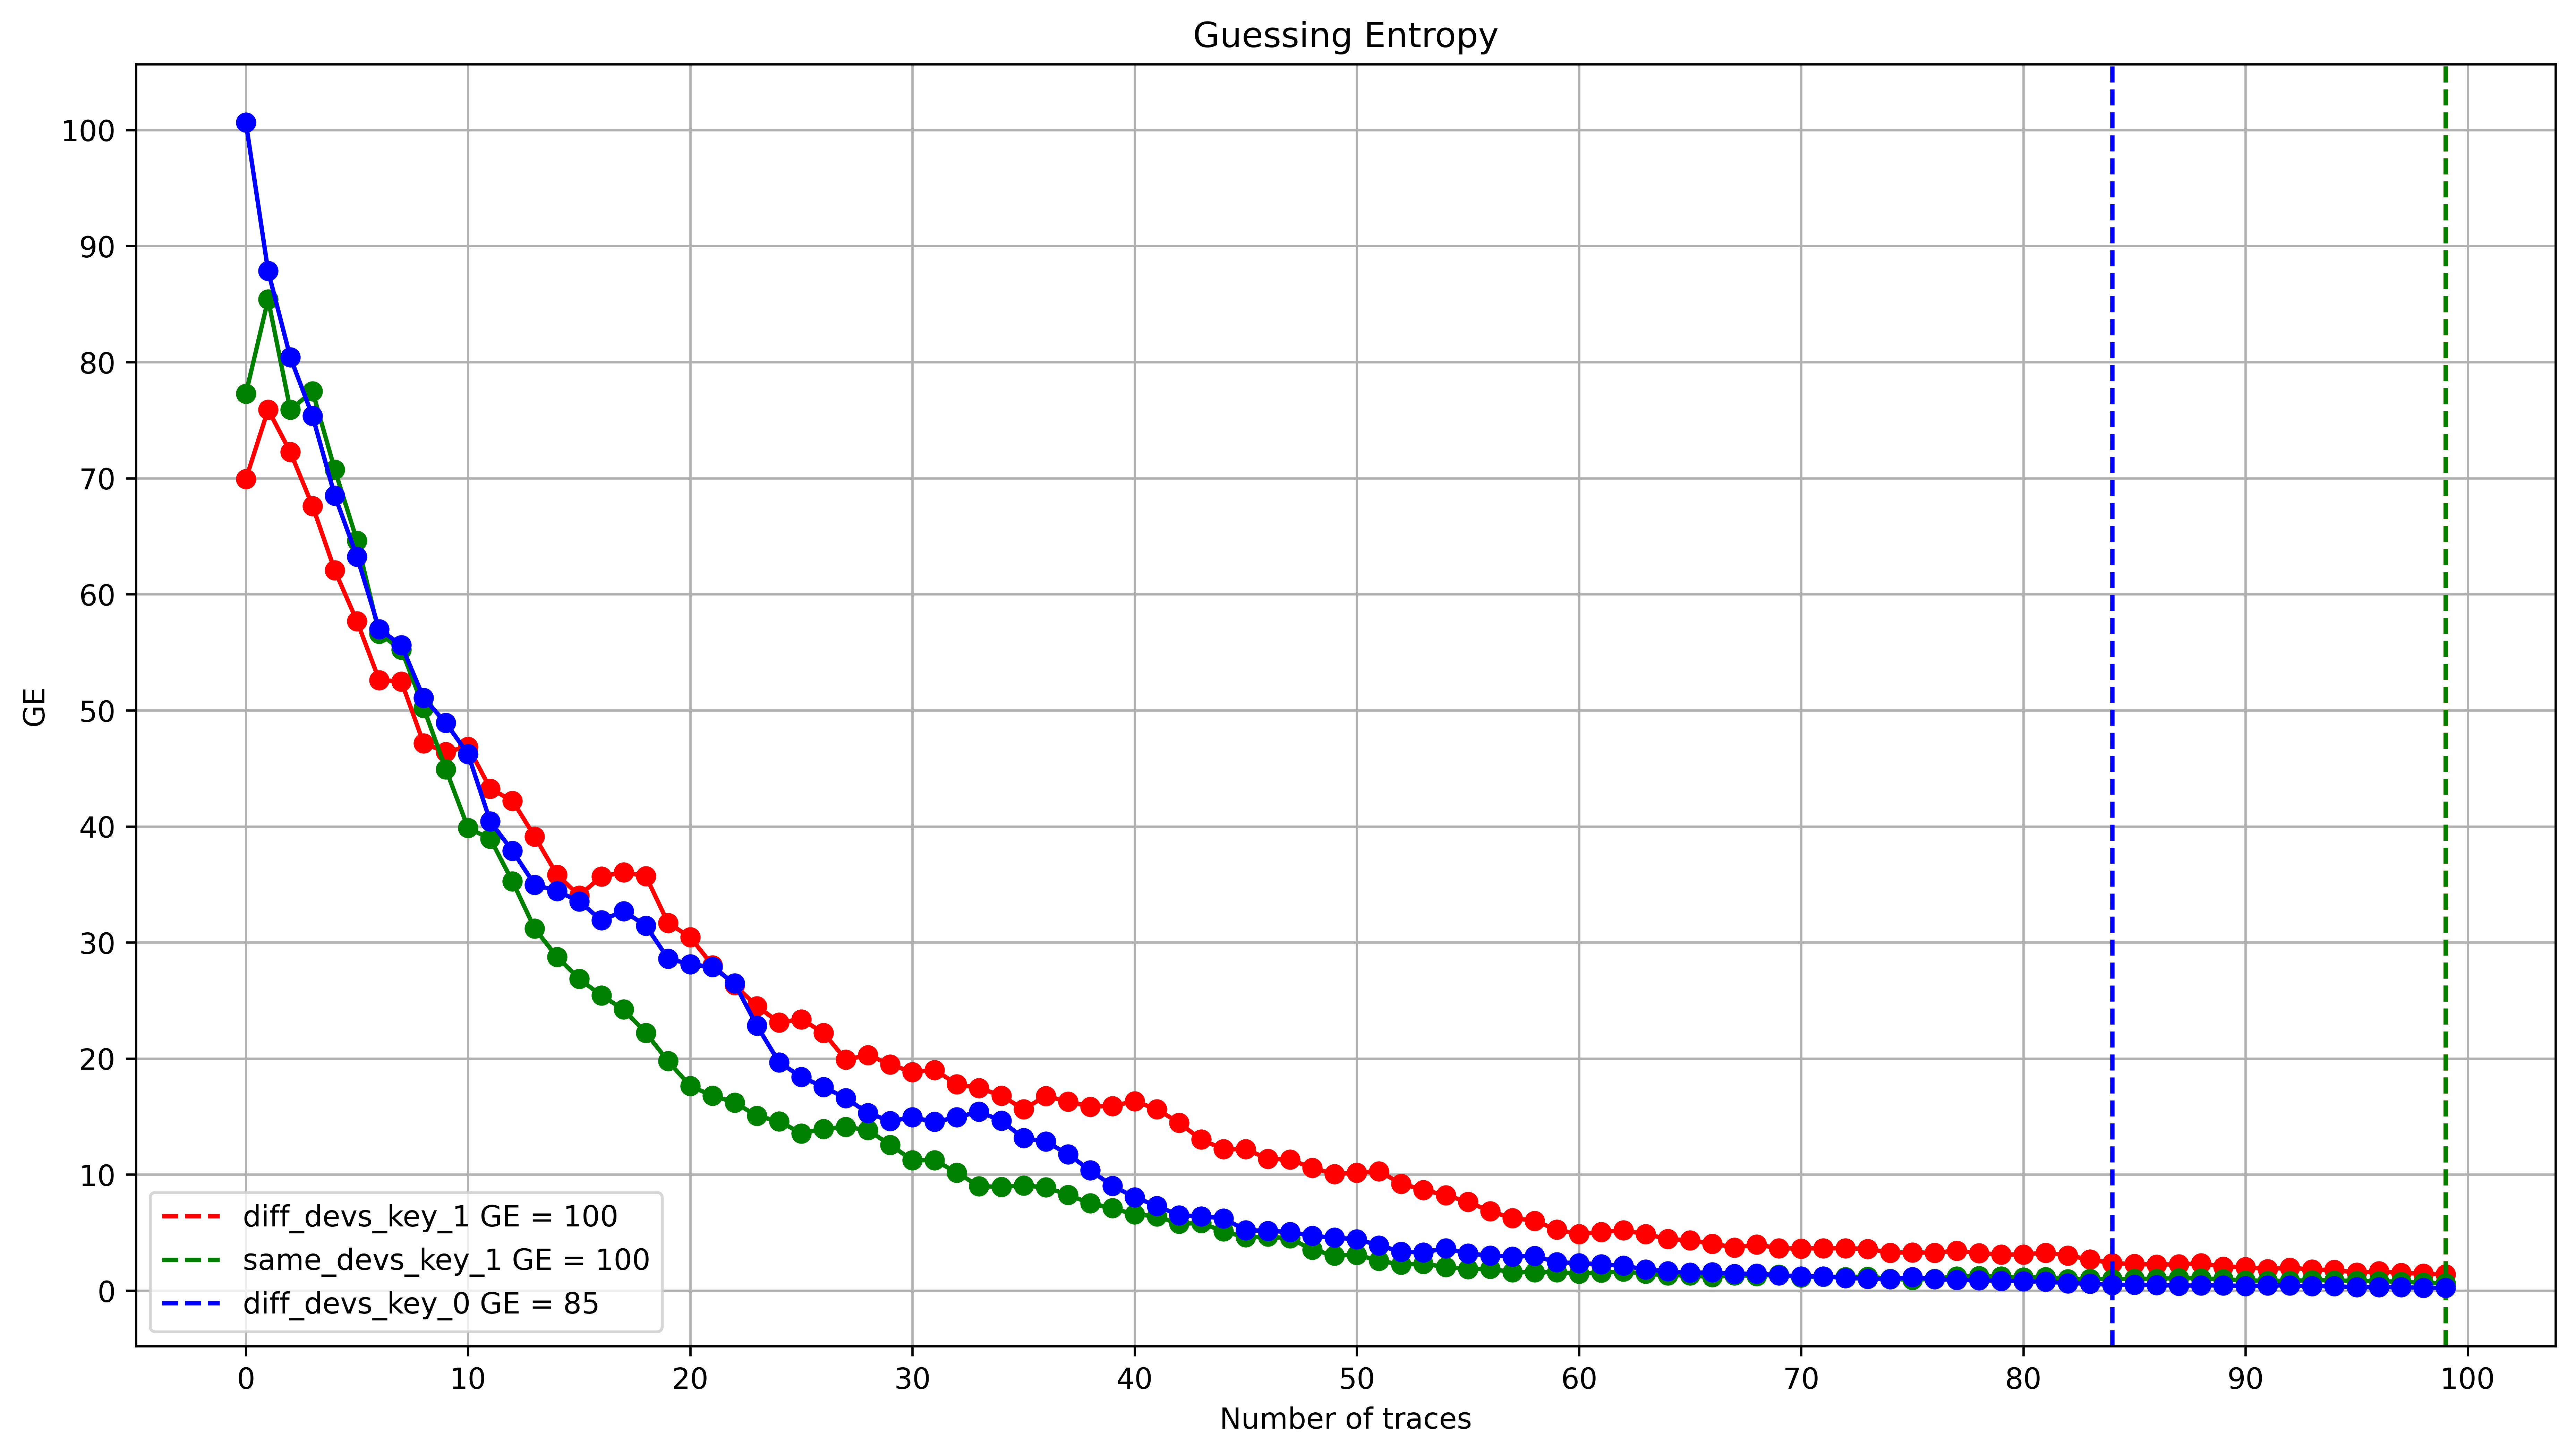 Guessing Entropy
GE
100
90
80
70
60
50
40
30
20
10
0
diff_devs_key_1 GE = 100
same_devs_key_1 GE = 100
diff_devs_key_0 GE = 85
0 10 20 30 40 50 60 70 80 90 100
Number of traces